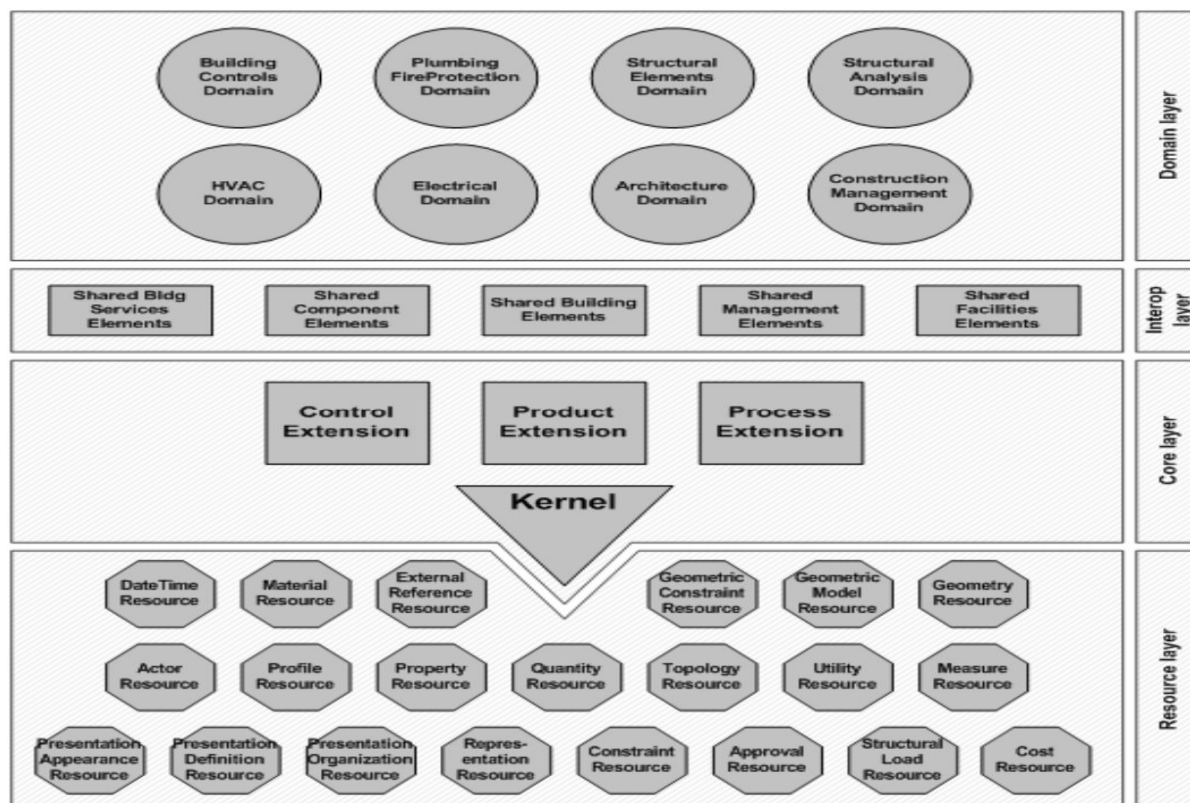 Building
Controls
Domain
Plumbing
FireProtection
Domain
Structural
Elements
Domain
Structural
Analysis
Domain
HVAC
Domain
Electrical
Domain
Architecture
Domain
Construction
Management
Domain
Domain layer
Shared Bldg
Services
Elements
Shared
Component
Elements
Shared Building
Elements
Shared
Management
Elements
Shared
Facilities
Elements
Interop
layer
Control
Extension
Product
Extension
Process
Extension
Kernel
Core layer
DateTime
Resource
Material
Resource
External
Reference
Resource
Geometric
Constraint
Resource
Geometric
Model
Resource
Geometry
Resource
Actor
Resource
Profile
Resource
Property
Resource
Quantity
Resource
Topology
Resource
Utility
Resource
Measure
Resource
Presentation
Appearance
Resource
Presentation
Definition
Resource
Presentation
Organization
Resource
Repres-
entation
Resource
Constraint
Resource
Approval
Resource
Structural
Load
Resource
Cost
Resource
Resource layer